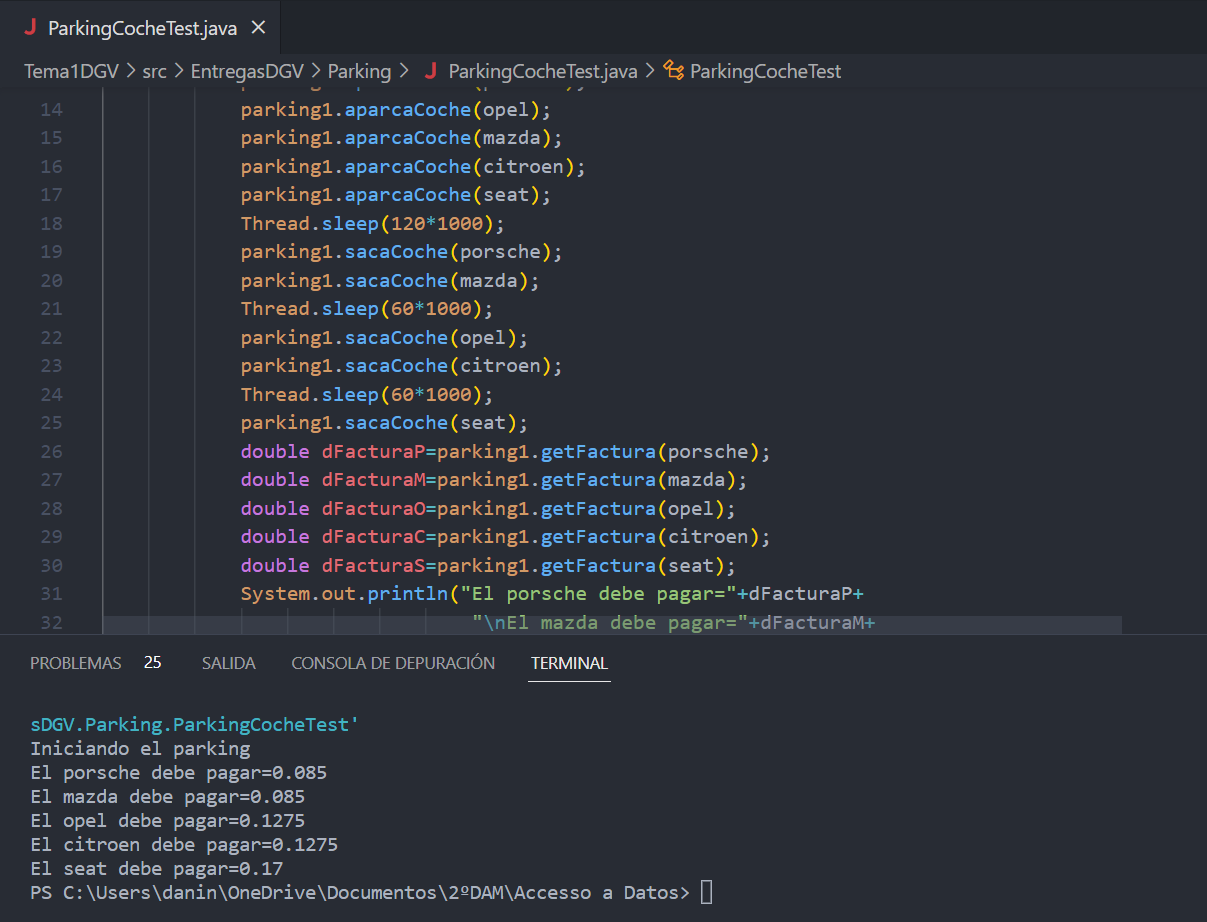 J ParkingCocheTest.java ×
Tema1DGV > src > EntregasDGV > Parking > J ParkingCocheTest.java > ParkingCocheTest
14 parking1.aparcaCoche(opel);
15 parking1.aparcaCoche(mazda);
16 parking1.aparcaCoche(citroen);
17 parking1.aparcaCoche(seat);
18 Thread.sleep(120*1000);
19 parking1.sacaCoche(porsche);
20 parking1.sacaCoche(mazda);
21 Thread.sleep(60*1000);
22 parking1.sacaCoche(opel);
23 parking1.sacaCoche(citroen);
24 Thread.sleep(60*1000);
25 parking1.sacaCoche(seat);
26 double dFacturaP=parking1.getFactura(porsche);
27 double dFacturaM=parking1.getFactura(mazda);
28 double dFacturaO=parking1.getFactura(opel);
29 double dFacturaC=parking1.getFactura(citroen);
30 double dFacturaS=parking1.getFactura(seat);
31 System.out.println("El porsche debe pagar="+dFacturaP+
32 "\nEl mazda debe pagar="+dFacturaM+
PROBLEMAS 25 SALIDA CONSOLA DE DEPURACIÓN TERMINAL
sDGV.Parking.ParkingCocheTest'
Iniciando el parking
El porsche debe pagar=0.085
El mazda debe pagar=0.085
El opel debe pagar=0.1275
El citroen debe pagar=0.1275
El seat debe pagar=0.17
PS C:\Users\danin\OneDrive\Documentos\2ºDAM\Accesso a Datos>